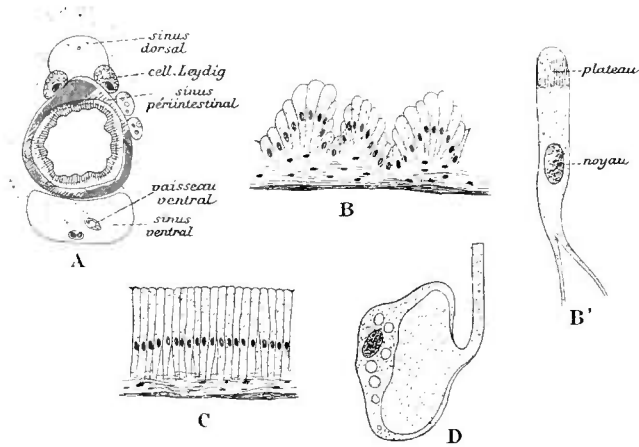 sinus
dorsal
cell. Leydig
sinus
périintestinal
vaisseau
ventral
sinus
ventral
A
B
plateau
noyau
B'
C
D